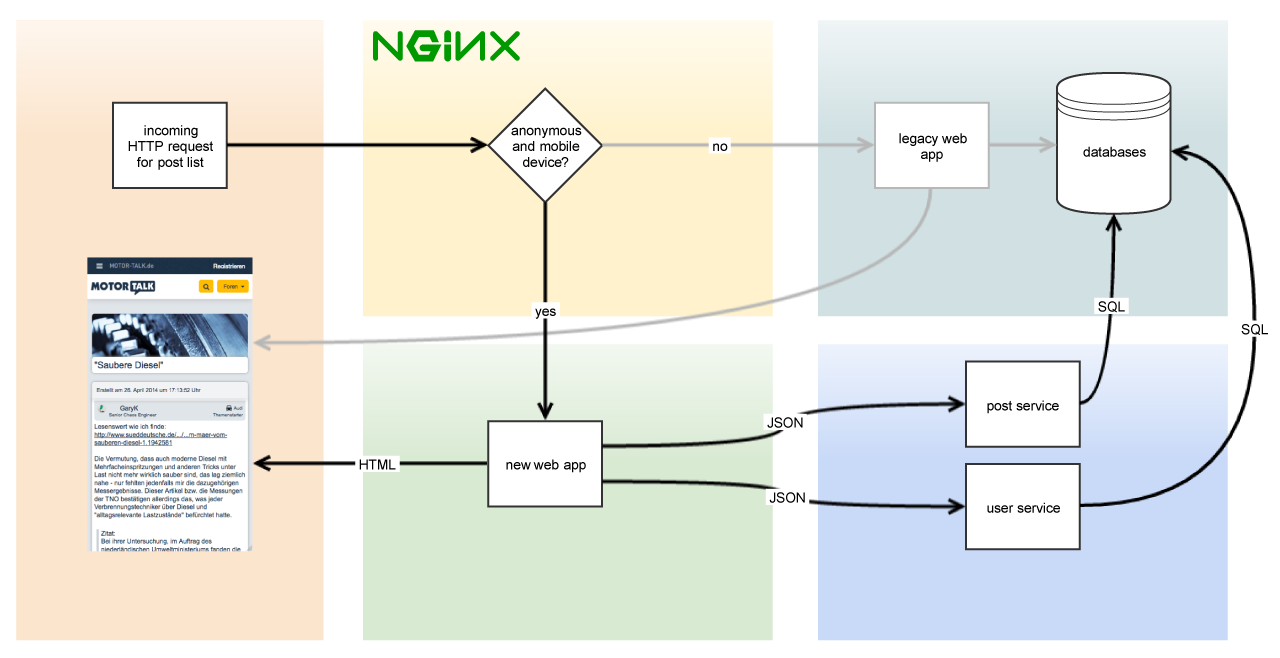 NGiNX
incoming
HTTP request
for post list
anonymous
and mobile
device?
no
legacy web
app
databases
yes
SQL
SQL
MOTOR-TALK.de
Registrieren
MOTOR TALK
Foren
"Saubere Diesel"
Erstellt am 26. April 2014 um 17:13:52 Uhr
GaryK
Audi
Senior Chaos Engineer
Themenstarter
Lesenswert wie ich finde:
http://www.sueddeutsche.de/.../...m-maer-vom-
sauberen-diesel-1.1942581
Die Vermutung, dass auch moderne Diesel mit
Mehrfacheinspritzungen und anderen Tricks unter
Last nicht mehr wirklich sauber sind, das lag ziemlich
nahe - nur fehlten jedenfalls mir die dazugehörigen
Messergebnisse. Dieser Artikel bzw. die Messungen
der TNO bestätigen allerdings das, was jeder
Verbrennungstechniker über Diesel und
"alltagsrelevante Lastzustände" befürchtet hatte.
Zitat:
Bei ihrer Untersuchung, im Auftrag des
niederländischen Umweltministeriums fanden die
HTML
new web app
JSON
JSON
post service
user service